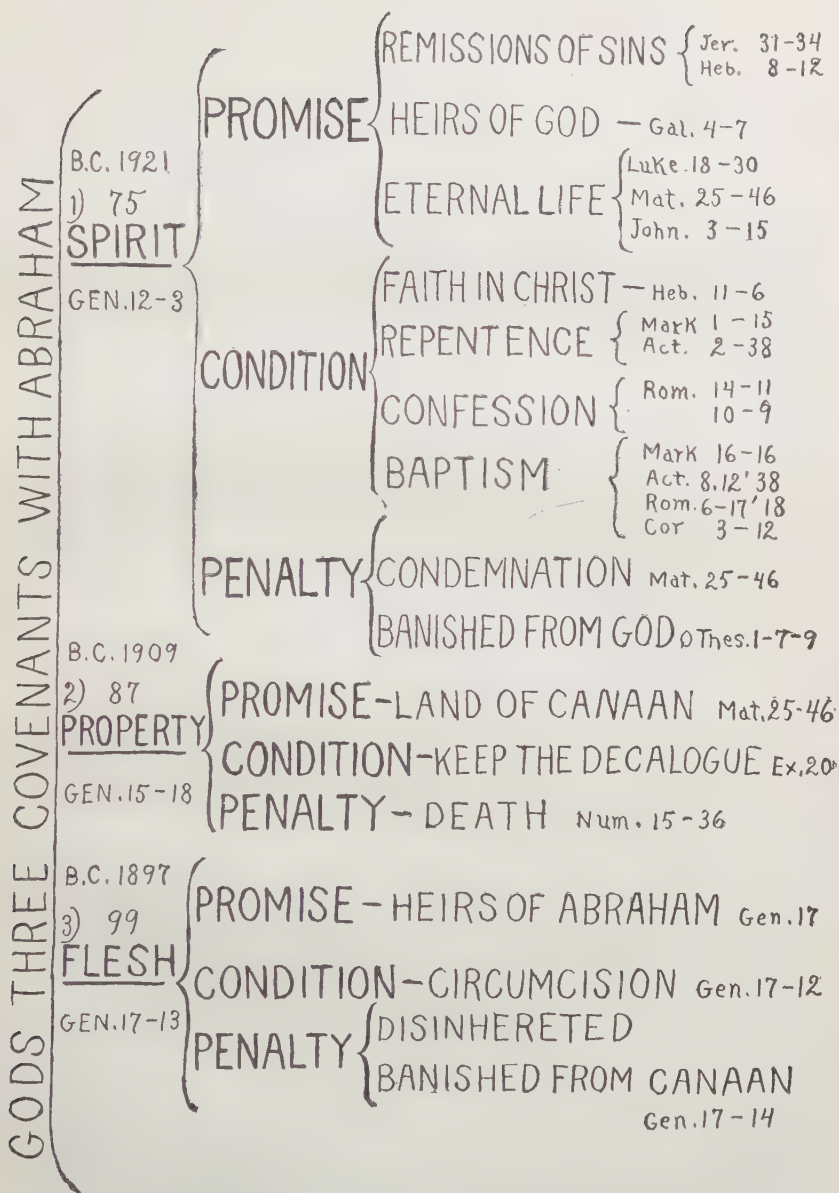 GODS THREE COVENANTS WITH ABRAHAM
B.C. 1921
1) 75
SPIRIT
GEN.12-3
PROMISE
REMISSIONS OF SINS
Jer. 31-34
Heb. 8-12
HEIRS OF GOD - Gal. 4-7
ETERNAL LIFE
Luke. 18-30
Mat. 25-46
John. 3-15
CONDITION
FAITH IN CHRIST - Heb. 11-6
REPENTENCE
Mark 1-15
Act. 2-38
CONFESSION
Rom. 14-11
10-9
BAPTISM
Mark 16-16
Act. 8.12'38
Rom. 6-17'18
Cor 3-12
PENALTY
CONDEMNATION Mat. 25-46
BANISHED FROM GOD Thes. 1-7-9
B.C. 1909
2) 87
PROPERTY
GEN.15-18
PROMISE-LAND OF CANAAN Mat. 25-46
CONDITION-KEEP THE DECALOGUE Ex. 20
PENALTY-DEATH Num. 15-36
B.C. 1897
3) 99
FLESH
GEN.17-13
PROMISE-HEIRS OF ABRAHAM Gen. 17
CONDITION-CIRCUMCISION Gen. 17-12
PENALTY
DISINHERETED
BANISHED FROM CANAAN
Gen. 17-14